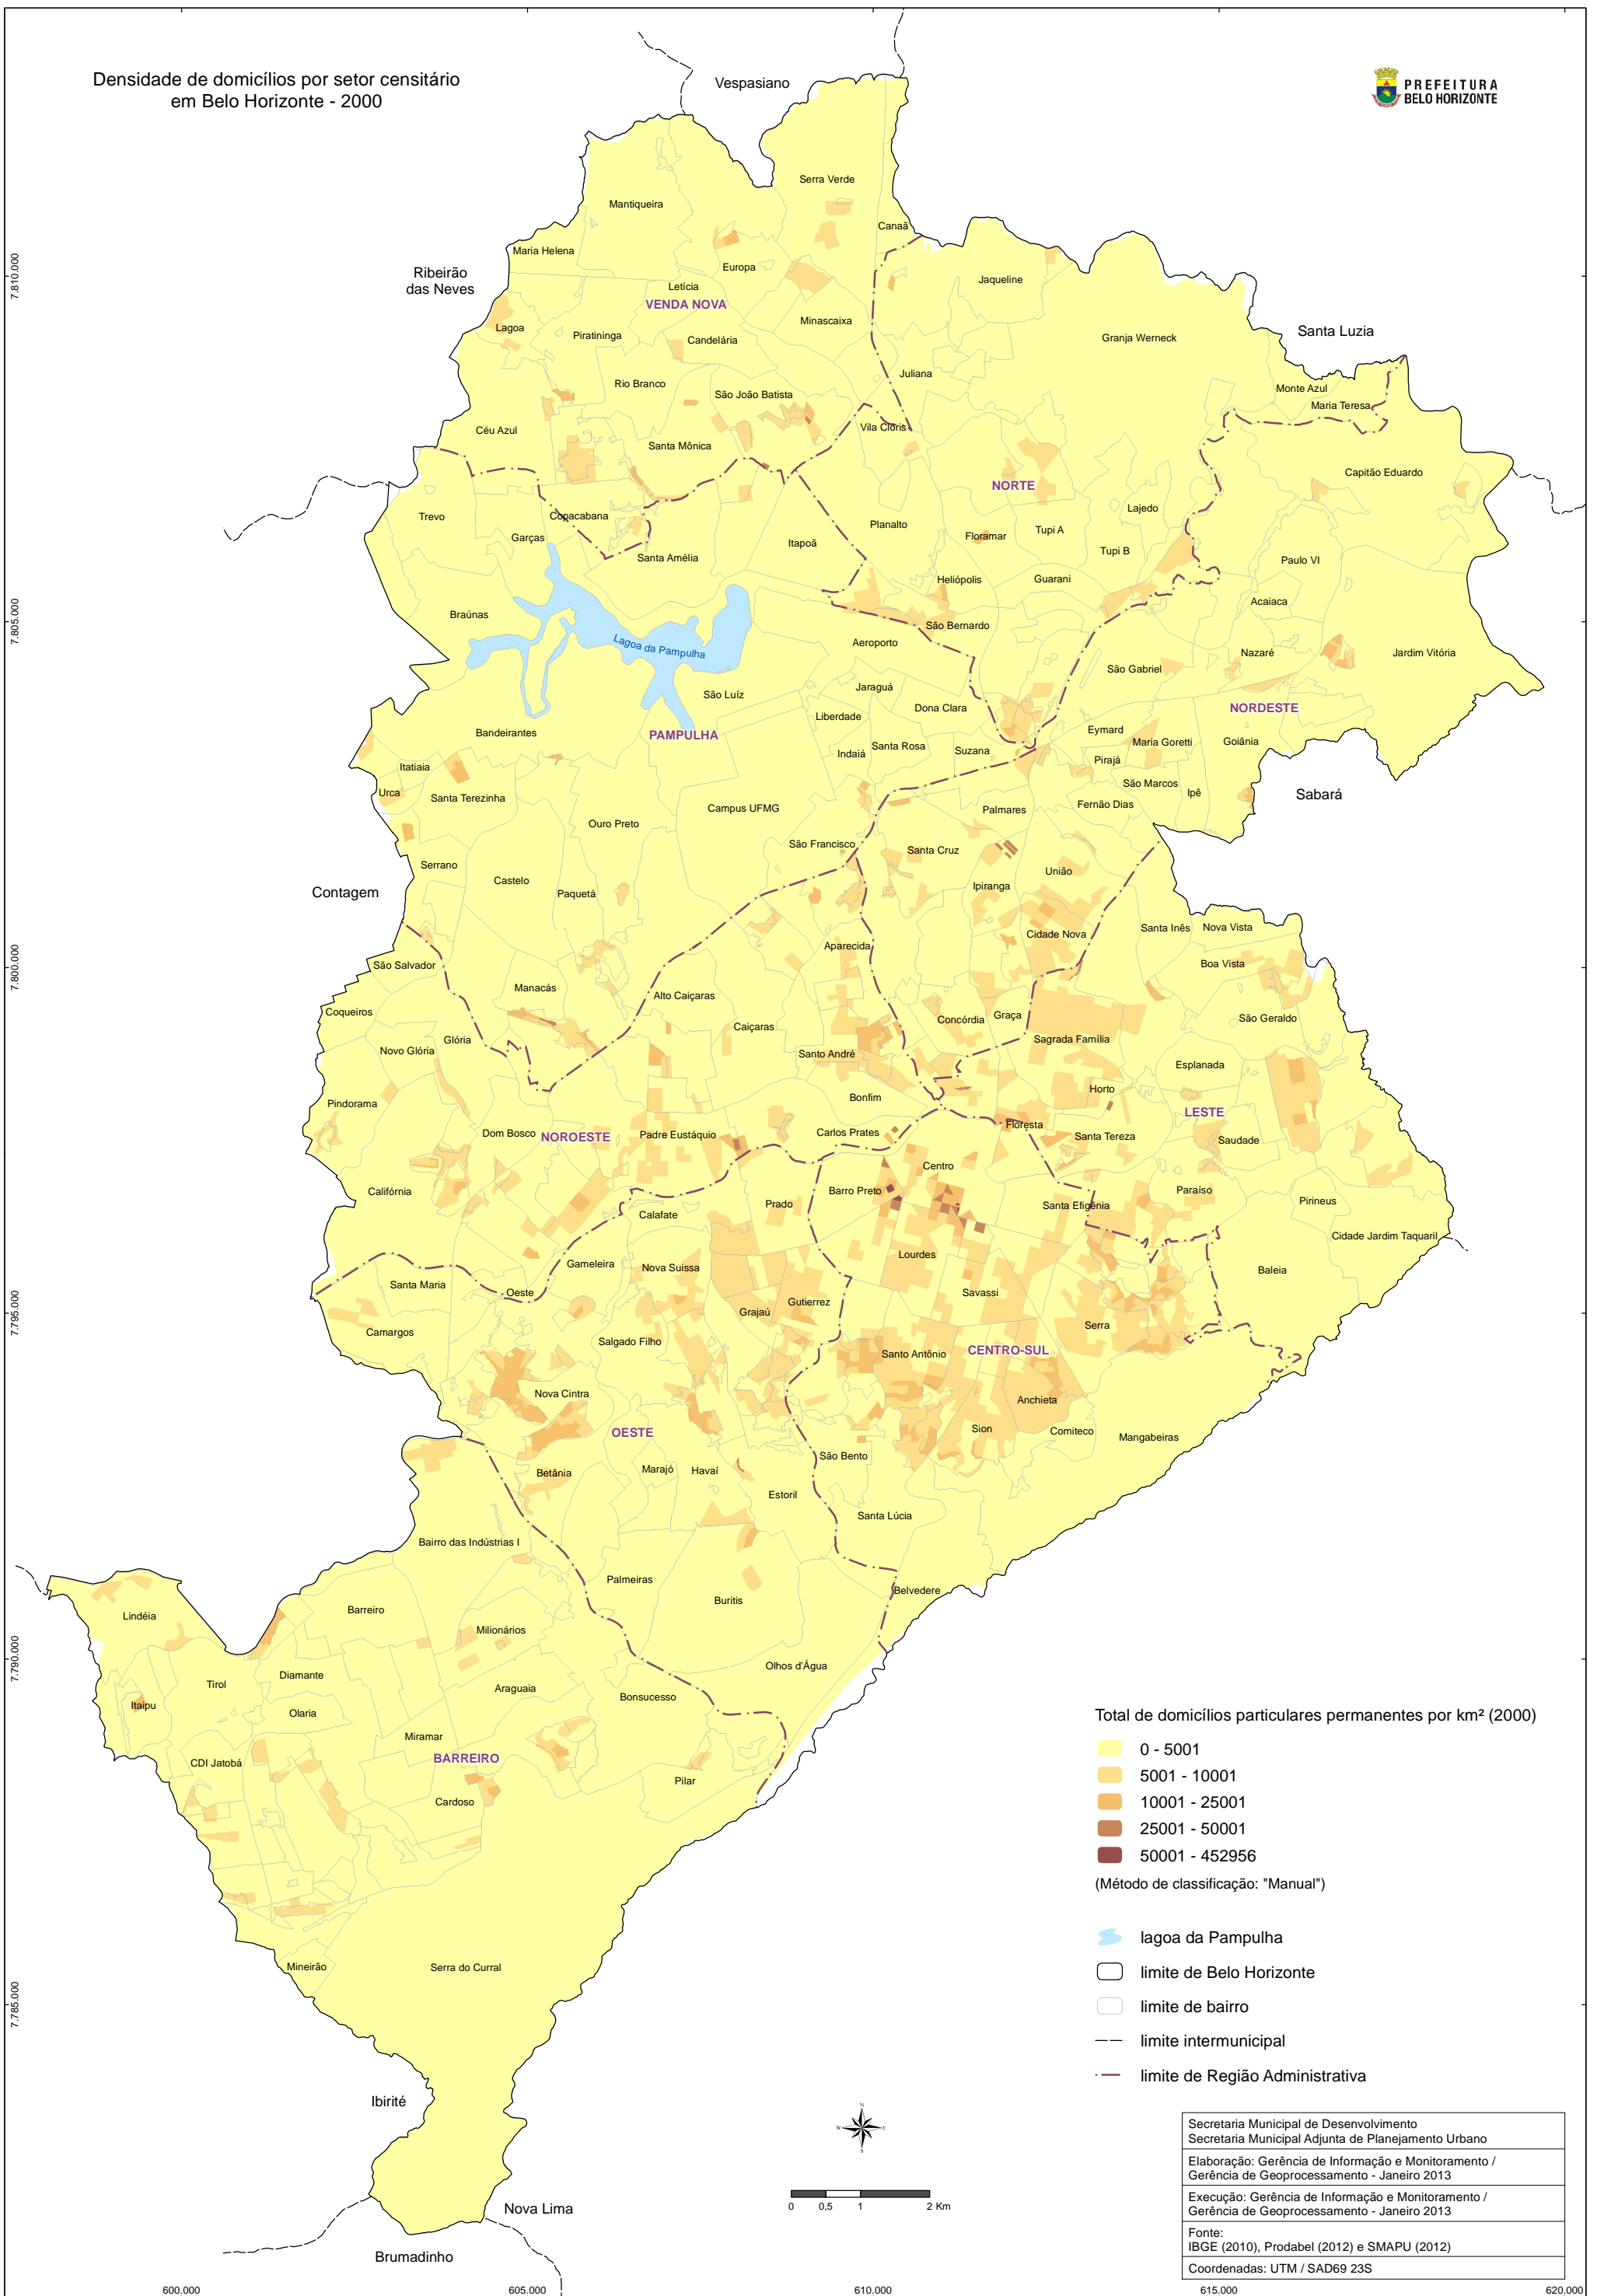 Densidade de domicílios por setor censitário
em Belo Horizonte - 2000
PREFEITURA
BELO HORIZONTE
Vespasiano
Serra Verde
Mantiqueira
Canaã
Maria Helena
Europa
Ribeirão
das Neves
Jaqueline
Letícia
VENDA NOVA
Lagoa
Minascaixa
Santa Luzia
Piratininga
Candelária
Granja Werneck
Juliana
Rio Branco
São João Batista
Monte Azul
Maria Teresa
Céu Azul
Vila Clóris
Santa Mônica
Capitão Eduardo
NORTE
Trevo
Copacabana
Lajedo
Planalto
Garças
Floramar
Tupi A
Itapoã
Tupi B
Santa Amélia
Paulo VI
Heliópolis
Guarani
Acaiaca
Braúnas
São Bernardo
Lagoa da Pampulha
Aeroporto
Nazaré
Jardim Vitória
São Gabriel
Jaraguá
São Luíz
Dona Clara
NORDESTE
Liberdade
Bandeirantes
PAMPULHA
Eymard
Maria Goretti
Goiânia
Santa Rosa
Suzana
Indaiá
Pirajá
Itatiaia
São Marcos
Urca
Santa Terezinha
Ipê
Sabará
Fernão Dias
Campus UFMG
Palmares
Ouro Preto
São Francisco
Santa Cruz
Serrano
União
Castelo
Ipiranga
Contagem
Paquetá
Cidade Nova
Santa Inês
Nova Vista
Aparecida
São Salvador
Boa Vista
Manacás
Alto Caiçaras
Coqueiros
Graça
Concórdia
São Geraldo
Caiçaras
Glória
Sagrada Família
Novo Glória
Santo André
Esplanada
Horto
Bonfim
Pindorama
LESTE
Floresta
Dom Bosco
NOROESTE
Padre Eustáquio
Carlos Prates
Santa Tereza
Saudade
Centro
Califórnia
Barro Preto
Paraíso
Prado
Santa Efigênia
Pirineus
Calafate
Cidade Jardim Taquaril
Lourdes
Gameleira
Nova Suissa
Baleia
Santa Maria
Oeste
Savassi
Gutierrez
Grajaú
Serra
Camargos
Salgado Filho
CENTRO-SUL
Santo Antônio
Nova Cintra
Anchieta
OESTE
Sion
Comiteco
Mangabeiras
São Bento
Betânia
Marajó
Havaí
Estoril
Santa Lúcia
Bairro das Indústrias I
Palmeiras
Belvedere
Buritis
Lindéia
Barreiro
Milionários
Olhos d'Água
Diamante
Tirol
Araguaia
Bonsucesso
Itaipu
Olaria
Miramar
BARREIRO
CDI Jatobá
Pilar
Cardoso
Mineirão
Serra do Curral
Ibirité
Nova Lima
Brumadinho
Total de domicílios particulares permanentes por km² (2000)
0 - 5001
5001 - 10001
10001 - 25001
25001 - 50001
50001 - 452956
(Método de classificação: "Manual")
lagoa da Pampulha
limite de Belo Horizonte
limite de bairro
limite intermunicipal
limite de Região Administrativa
N
W E
S
0 0,5 1 2 Km
Secretaria Municipal de Desenvolvimento
Secretaria Municipal Adjunta de Planejamento Urbano
Elaboração: Gerência de Informação e Monitoramento /
Gerência de Geoprocessamento - Janeiro 2013
Execução: Gerência de Informação e Monitoramento /
Gerência de Geoprocessamento - Janeiro 2013
Fonte:
IBGE (2010), Prodabel (2012) e SMAPU (2012)
Coordenadas: UTM / SAD69 23S
7.810.000
7.805.000
7.800.000
7.795.000
7.790.000
7.785.000
600.000
605.000
610.000
615.000
620.000